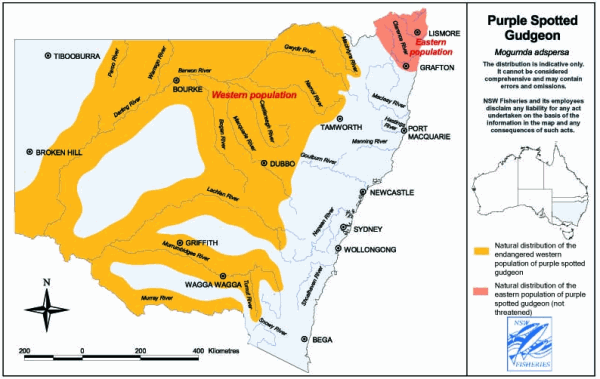 Purple Spotted
Gudgeon
Mogurnda adspersa
The distribution is indicative only.
It cannot be considered
comprehensive and may contain
errors and omissions.
NSW Fisheries and its employees
disclaim any liability for any act
undertaken on the basis of the
information in the map and any
consequences of such acts.
Natural distribution of the
endangered western
population of purple spotted
gudgeon
Natural distribution of the
eastern population of purple
spotted gudgeon (not
threatened)
NSW
FISHERIES
TIBOOBURRA
Paroo River
Warrego River
Barwon River
BOURKE
Darling River
BROKEN HILL
Western population
Gwydir River
Macintyre River
Namoi River
Castlereagh River
Macquarie River
Bogan River
DUBBO
TAMWORTH
Clarence River
LISMORE
Eastern
population
GRAFTON
Macleay River
Hastings River
PORT
MACQUARIE
Manning River
Goulburn River
NEWCASTLE
Nepean River
SYDNEY
WOLLONGONG
Lachlan River
GRIFFITH
Murrumbidgee River
WAGGA WAGGA
Tumut River
Murray River
Snowy River
Shoalhaven River
BEGA
N
200 0 200 400 Kilometres